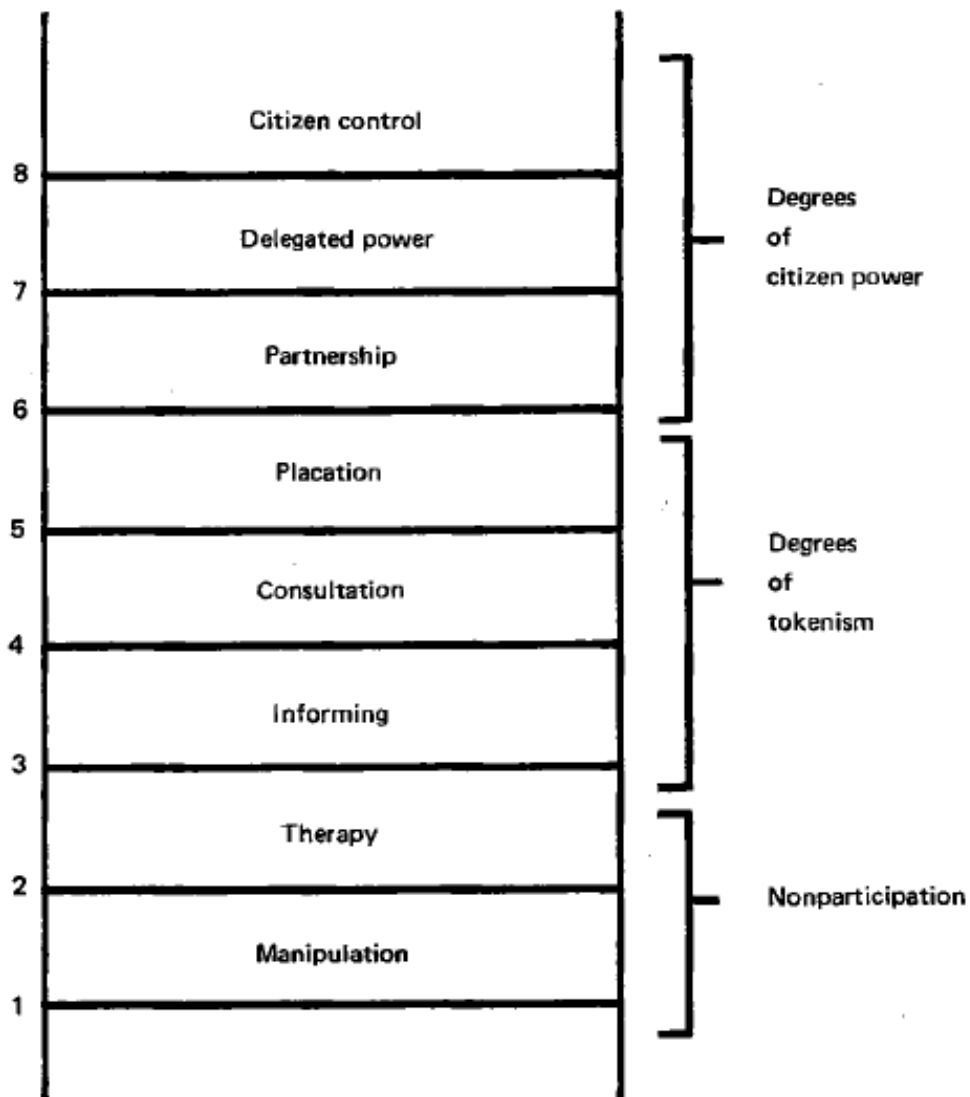 Citizen control
8
Delegated power
7
Partnership
6
Placation
5
Consultation
4
Informing
3
Therapy
2
Manipulation
1
Degrees
of
citizen power
Degrees
of
tokenism
Nonparticipation